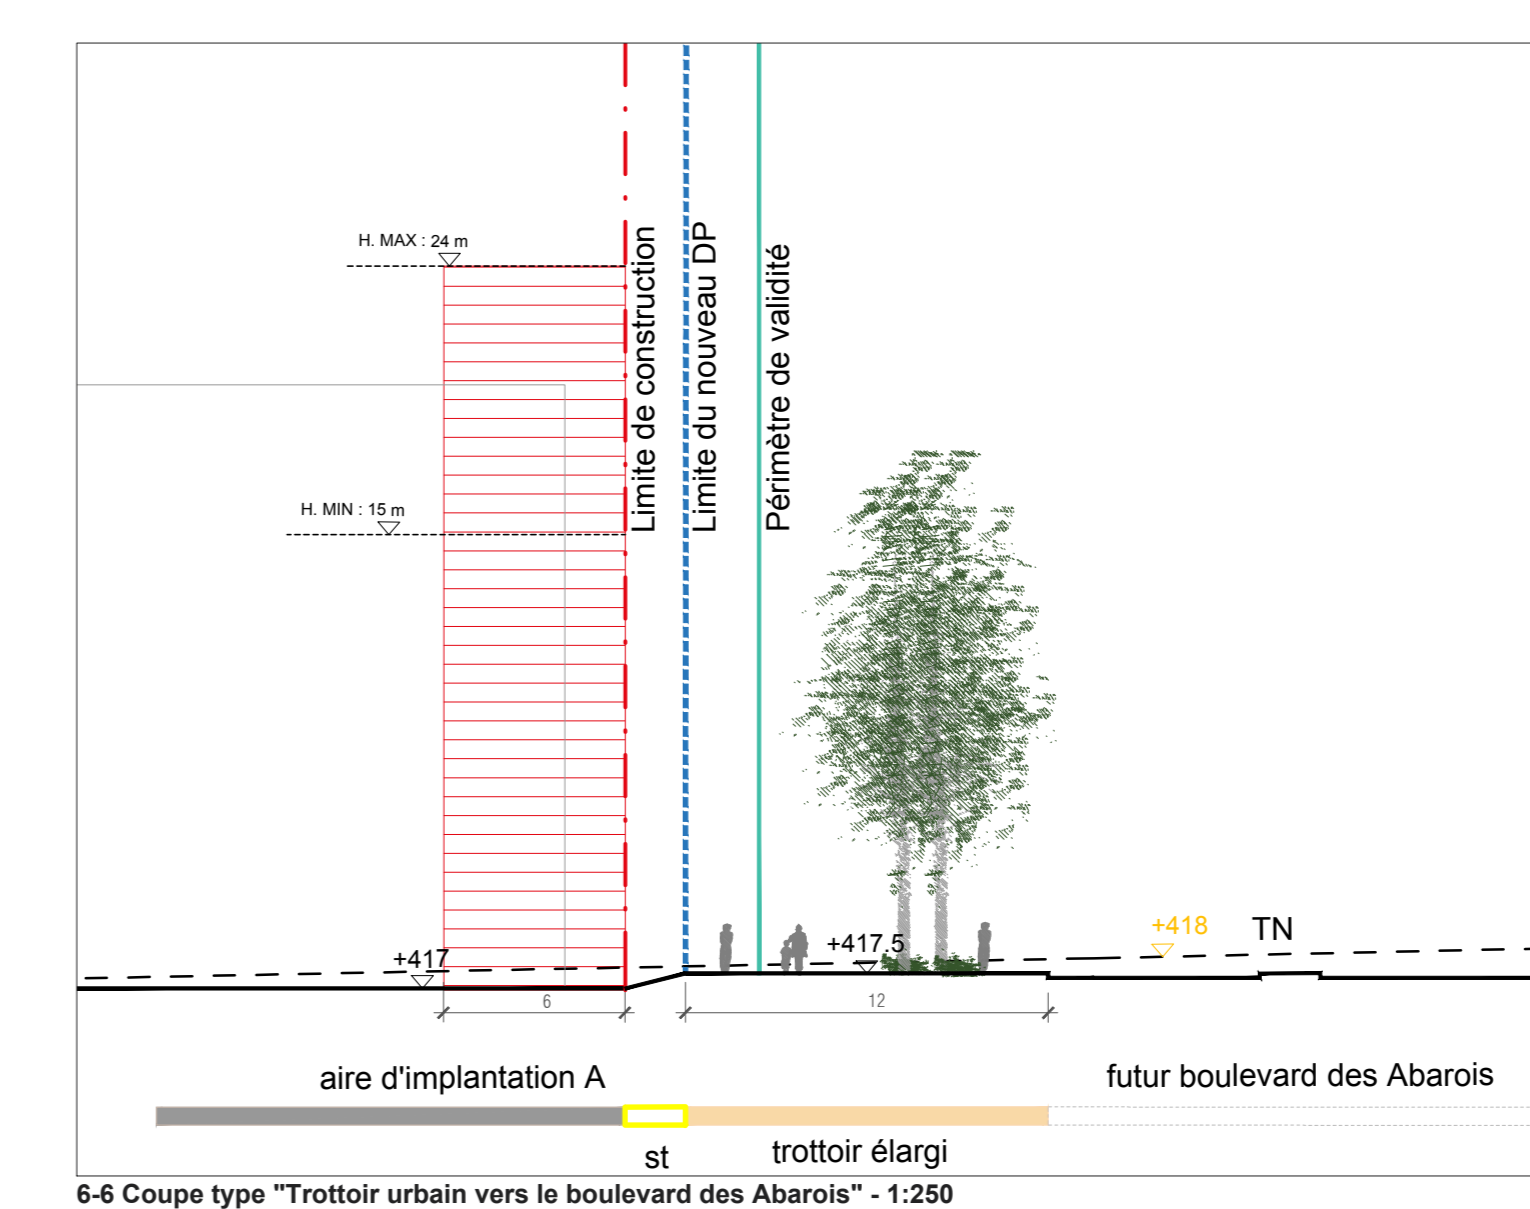 H. MAX : 24 m
Limite de construction
Limite du nouveau DP
Périmètre de validité
H. MIN : 15 m
+417
+417.5
+418
TN
6
12
aire d'implantation A
futur boulevard des Abarois
st
trottoir élargi
6-6 Coupe type "Trottoir urbain vers le boulevard des Abarois" - 1:250